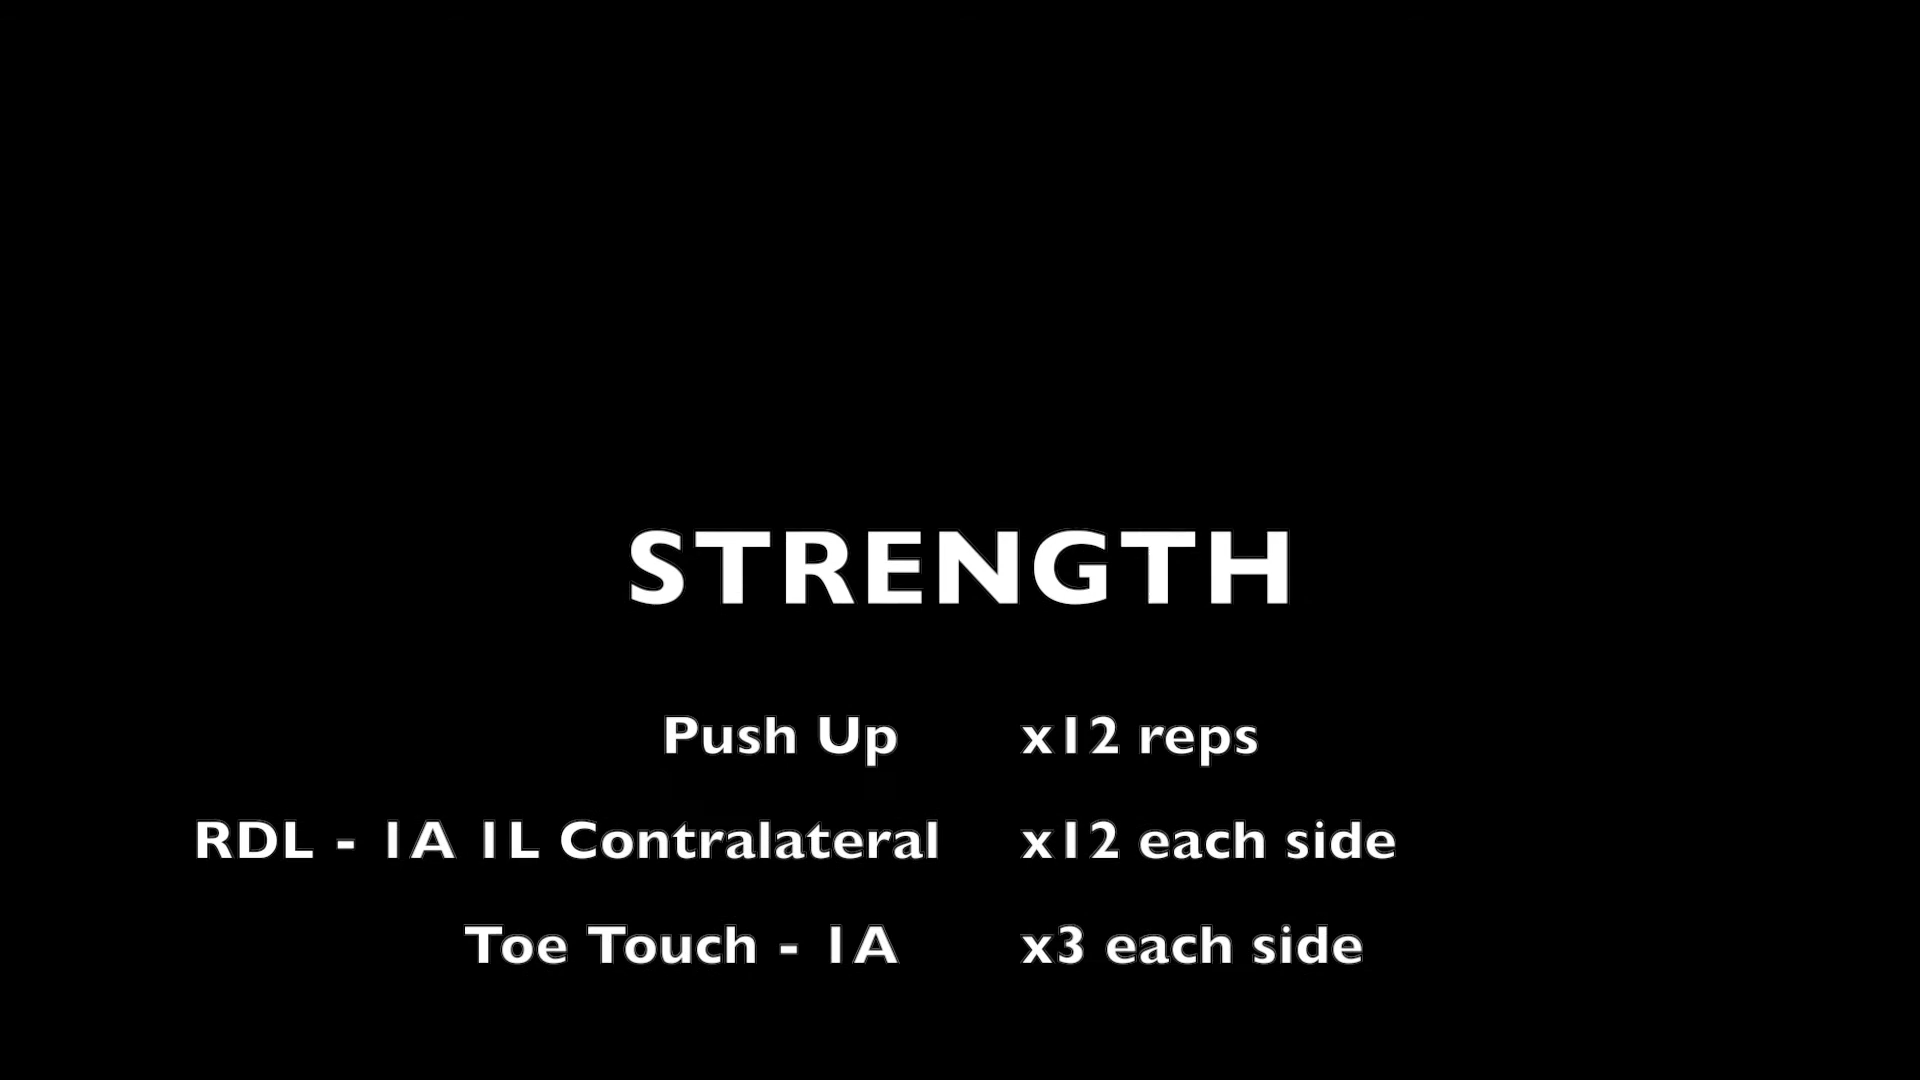 STRENGTH
Push Up x12 reps
RDL - 1A 1L Contralateral x12 each side
Toe Touch - 1A x3 each side